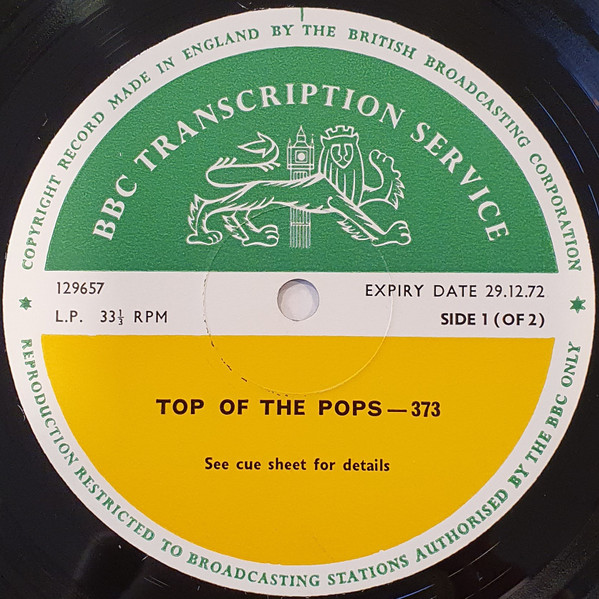 COPYRIGHT RECORD MADE IN ENGLAND BY THE BRITISH BROADCASTING CORPORATION
BBC TRANSCRIPTION SERVICE
129657
EXPIRY DATE 29.12.72
L.P. 33⅓ RPM
SIDE 1 (OF 2)
TOP OF THE POPS — 373
See cue sheet for details
REPRODUCTION RESTRICTED TO BROADCASTING STATIONS AUTHORISED BY THE BBC ONLY